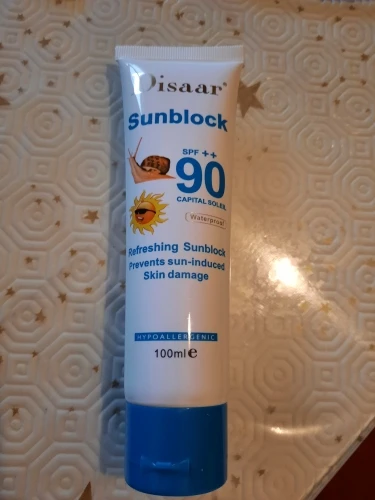 Disaar®
Sunblock
SPF ++
90
CAPITAL SOLEIL
Waterproof
Refreshing Sunblock
Prevents sun-induced
Skin damage
HYPOALLERGENIC
100ml e